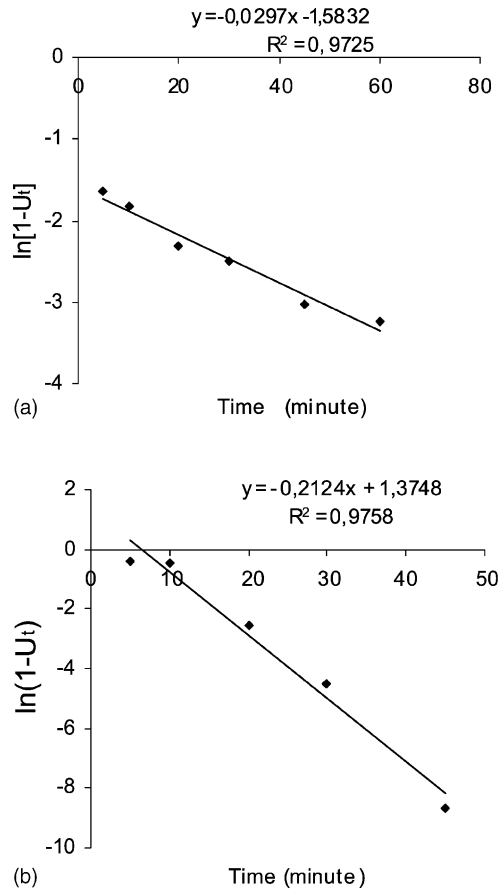 y=-0,0297x -1,5832
R² = 0, 9725
0
0 20 40 60 80
-1
-2
-3
-4
ln[1-Ut]
(a) Time (minute)
y=-0,2124x + 1,3748
R² =0,9758
2
0
0 10 20 30 40 50
-2
-4
-6
-8
-10
ln(1-Ut)
(b) Time (minute)